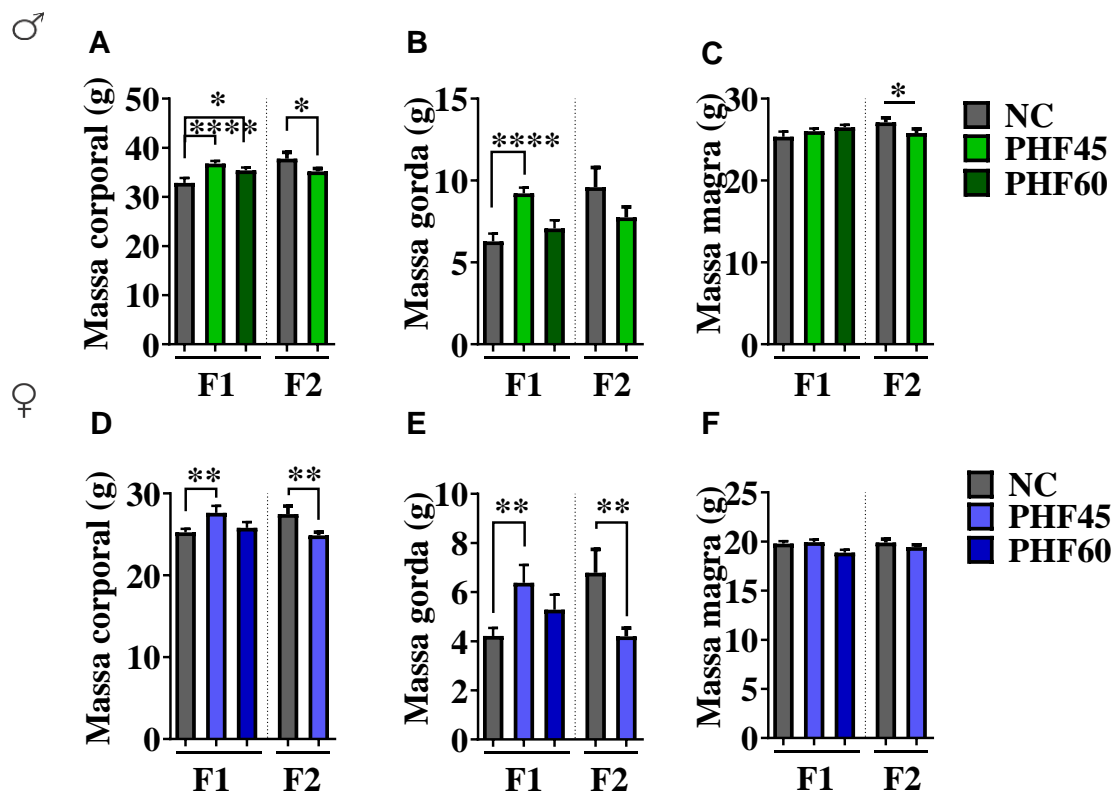 ♂
A
B
C
Massa corporal (g)
50
40
30
20
10
0
*
****
*
F1
F2
Massa gorda (g)
15
10
5
0
****
F1
F2
Massa magra (g)
30
20
10
0
*
F1
F2
NC
PHF45
PHF60
♀
D
E
F
Massa corporal (g)
30
20
10
0
**
**
F1
F2
Massa gorda (g)
10
8
6
4
2
0
**
**
F1
F2
Massa magra (g)
25
20
15
10
5
0
F1
F2
NC
PHF45
PHF60